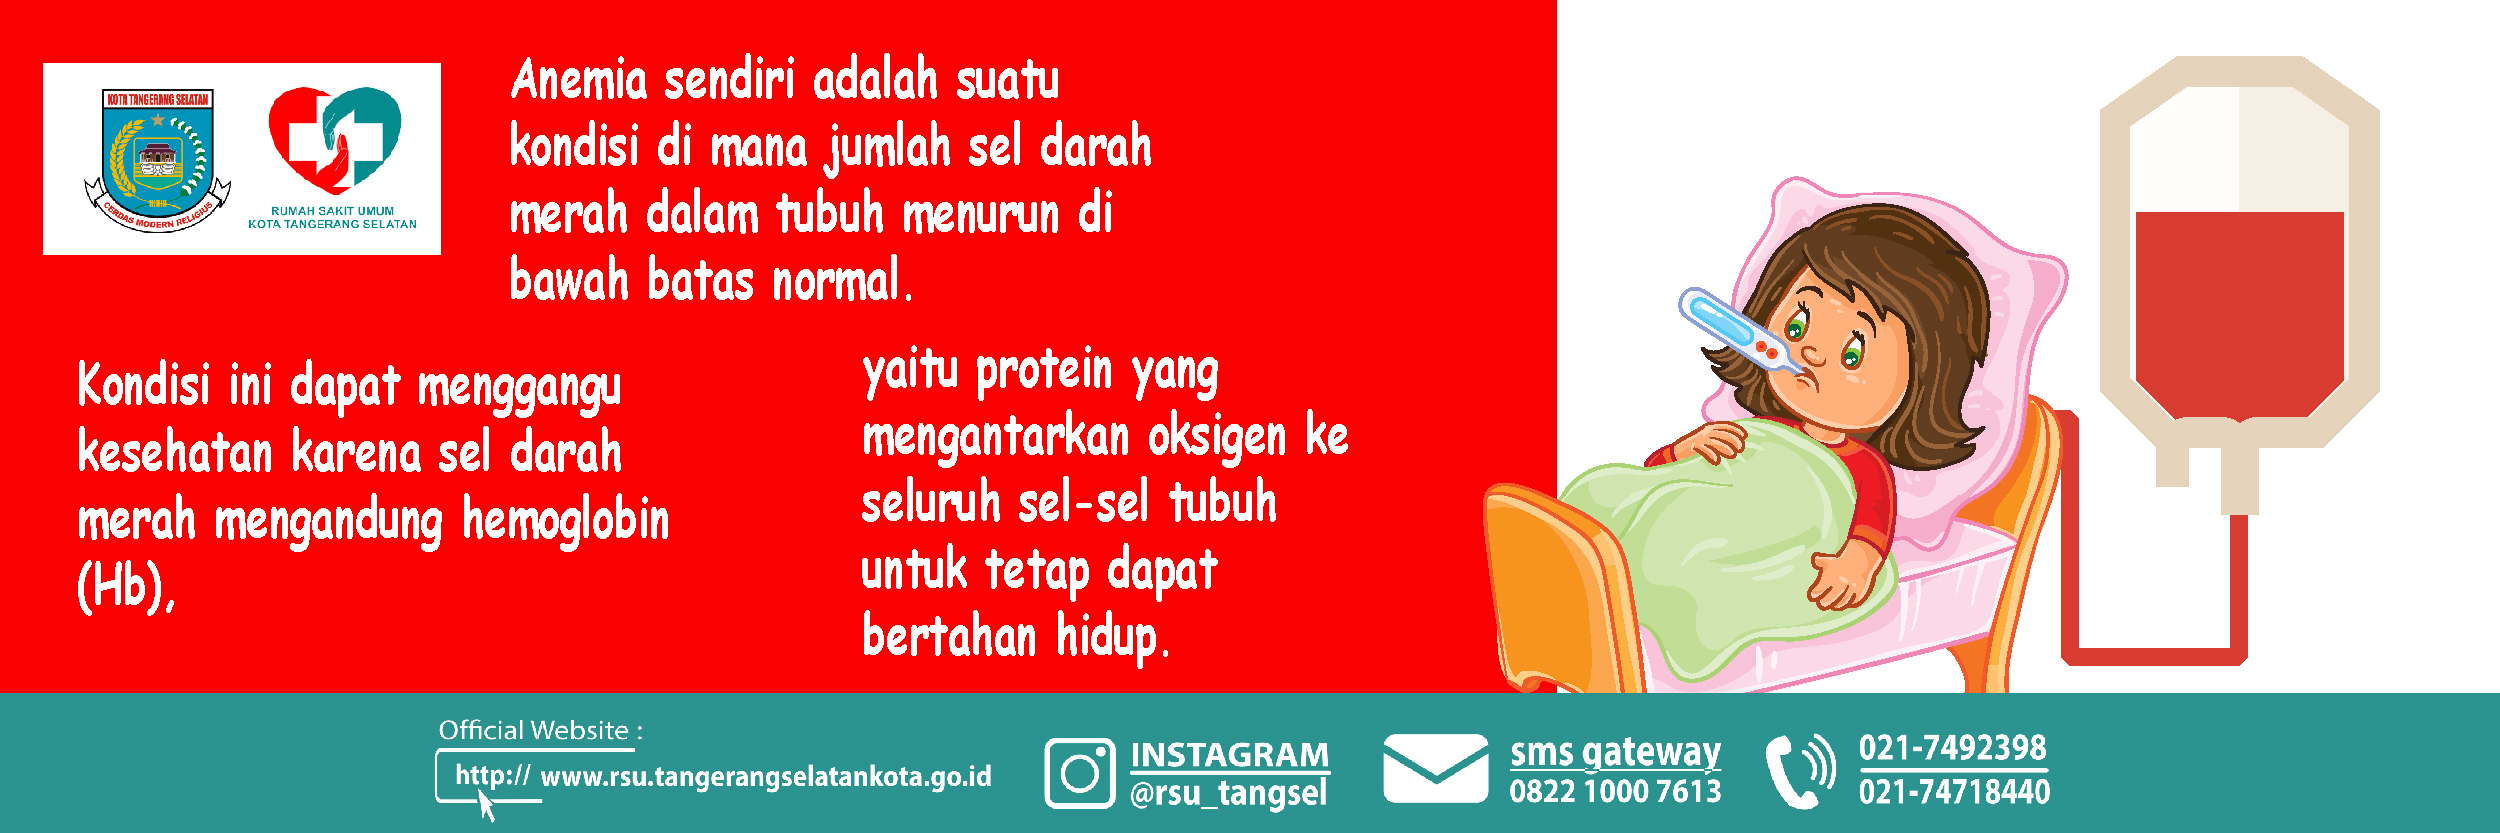 KOTA TANGERANG SELATAN
CERDAS MODERN RELIGIUS
RUMAH SAKIT UMUM
KOTA TANGERANG SELATAN
Anemia sendiri adalah suatu
kondisi di mana jumlah sel darah
merah dalam tubuh menurun di
bawah batas normal.
Kondisi ini dapat menggangu
kesehatan karena sel darah
merah mengandung hemoglobin
(Hb),
yaitu protein yang
mengantarkan oksigen ke
seluruh sel-sel tubuh
untuk tetap dapat
bertahan hidup.
Official Website :
http:// www.rsu.tangerangselatankota.go.id
INSTAGRAM
@rsu_tangsel
sms gateway
0822 1000 7613
021-7492398
021-74718440